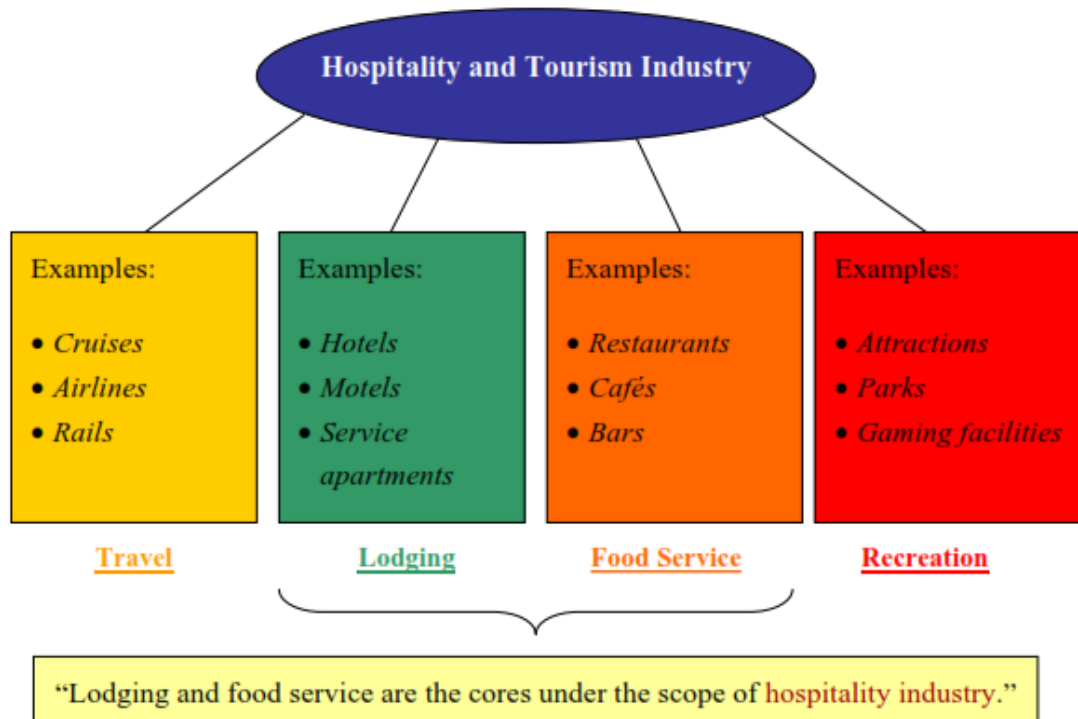 Hospitality and Tourism Industry
Examples:
• Cruises
• Airlines
• Rails
Travel
Examples:
• Hotels
• Motels
• Service
apartments
Lodging
Examples:
• Restaurants
• Cafés
• Bars
Food Service
Examples:
• Attractions
• Parks
• Gaming facilities
Recreation
“Lodging and food service are the cores under the scope of hospitality industry.”